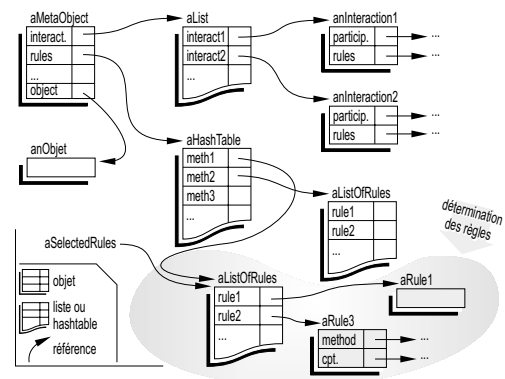 aMetaObject
interact.
rules
...
object
aList
interact1
interact2
...
anInteraction1
particip.
...
rules
...
anInteraction2
particip.
...
rules
...
anObjet
aHashTable
meth1
meth2
meth3
...
aListOfRules
rule1
rule2
...
détermination
des règles
aSelectedRules
aListOfRules
rule1
rule2
...
aRule1
aRule3
method
...
cpt.
...
objet
liste ou
hashtable
référence